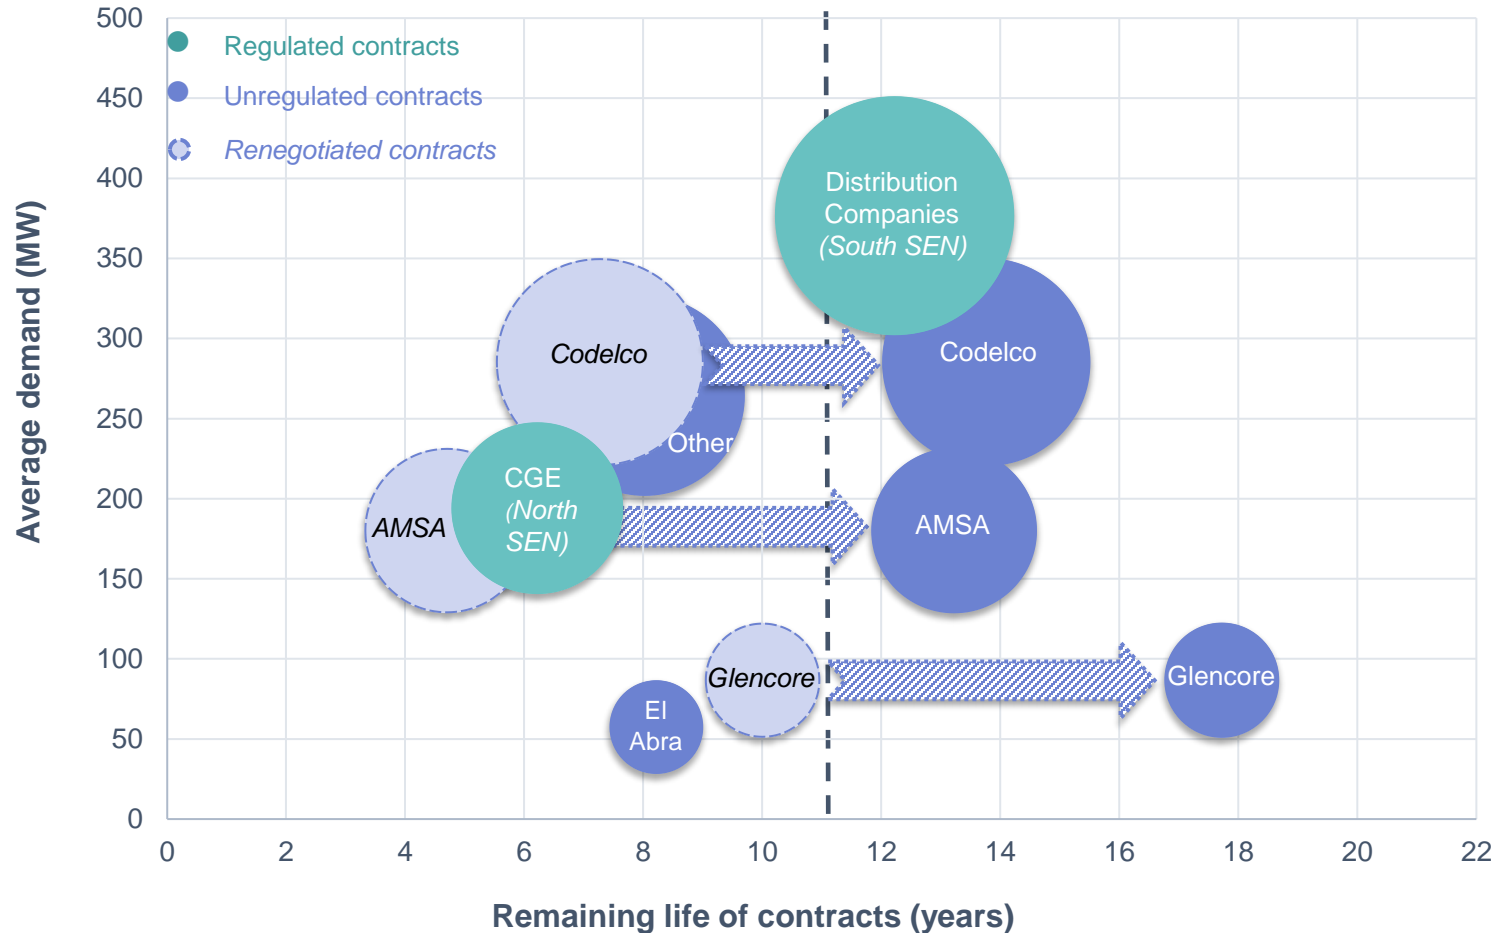 500
450
400
350
300
250
200
150
100
50
0
Average demand (MW)
Regulated contracts
Unregulated contracts
Renegotiated contracts
Distribution
Companies
(South SEN)
Codelco
Codelco
Other
CGE
(North
SEN)
AMSA
AMSA
Glencore
Glencore
El
Abra
0 2 4 6 8 10 12 14 16 18 20 22
Remaining life of contracts (years)